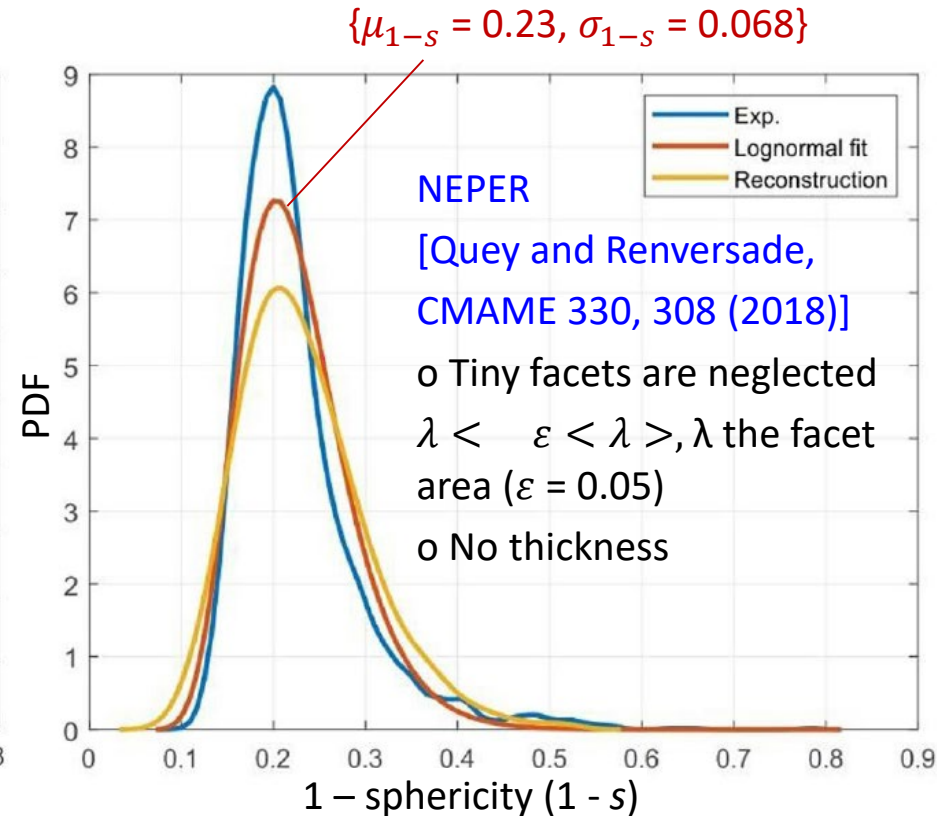 {μ1−s = 0.23, σ1−s = 0.068}
9
8
7
6
5
4
3
2
1
0
PDF
Exp.
Lognormal fit
Reconstruction
NEPER
[Quey and Renversade,
CMAME 330, 308 (2018)]
o Tiny facets are neglected
λ < ε < λ >, λ the facet
area (ε = 0.05)
o No thickness
8 0 0.1 0.2 0.3 0.4 0.5 0.6 0.7 0.8 0.9
1 – sphericity (1 - s)